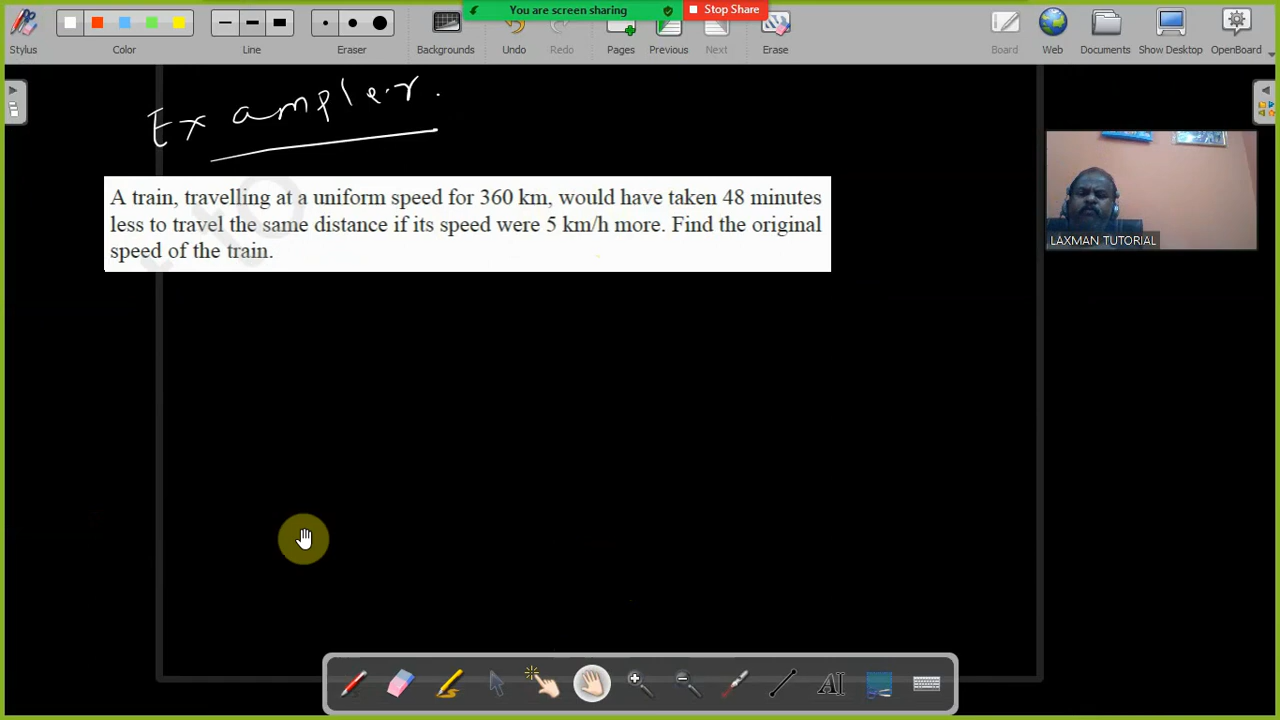 You are screen sharing
Stop Share
Stylus
Color
Line
Eraser
Backgrounds
Undo
Redo
Pages
Previous
Next
Erase
Board
Web
Documents
Show Desktop
OpenBoard
Exampler.
A train, travelling at a uniform speed for 360 km, would have taken 48 minutes
less to travel the same distance if its speed were 5 km/h more. Find the original
speed of the train.
LAXMAN TUTORIAL